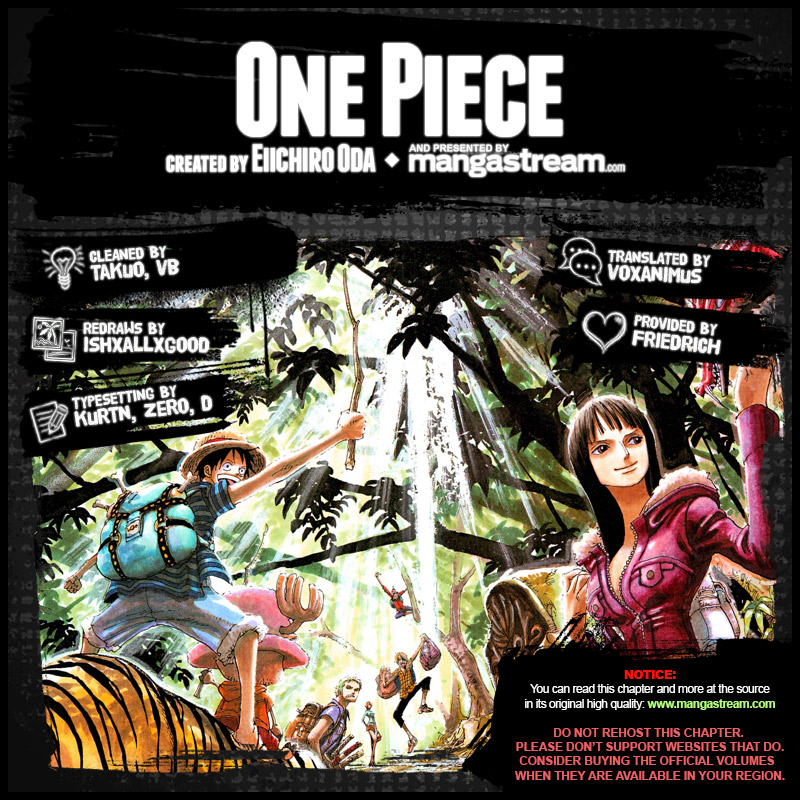 ONE PIECE
CREATED BY EIICHIRO ODA ◆ AND PRESENTED BY mangastream.com
CLEANED BY
TAKUO, VB
REDRAWS BY
ISHXALLXGOOD
TYPESETTING BY
KURTN, ZERO, D
TRANSLATED BY
VOXANIMUS
PROVIDED BY
FRIEDRICH
NOTICE:
You can read this chapter and more at the source
in its original high quality: www.mangastream.com
DO NOT REHOST THIS CHAPTER.
PLEASE DON'T SUPPORT WEBSITES THAT DO.
CONSIDER BUYING THE OFFICIAL VOLUMES
WHEN THEY ARE AVAILABLE IN YOUR REGION.